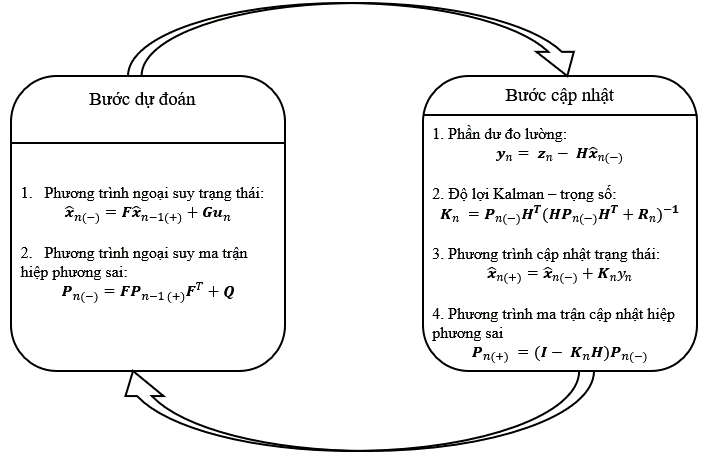 Bước dự đoán
1. Phương trình ngoại suy trạng thái:
x̂ₙ₍₋₎ = Fx̂ₙ₋₁₍₊₎ + Guₙ
2. Phương trình ngoại suy ma trận
hiệp phương sai:
Pₙ₍₋₎ = FPₙ₋₁₍₊₎Fᵀ + Q
Bước cập nhật
1. Phần dư đo lường:
yₙ = zₙ − Hx̂ₙ₍₋₎
2. Độ lợi Kalman – trọng số:
Kₙ = Pₙ₍₋₎Hᵀ(HPₙ₍₋₎Hᵀ + Rₙ)⁻¹
3. Phương trình cập nhật trạng thái:
x̂ₙ₍₊₎ = x̂ₙ₍₋₎ + Kₙyₙ
4. Phương trình ma trận cập nhật hiệp
phương sai
Pₙ₍₊₎ = (I − KₙH)Pₙ₍₋₎